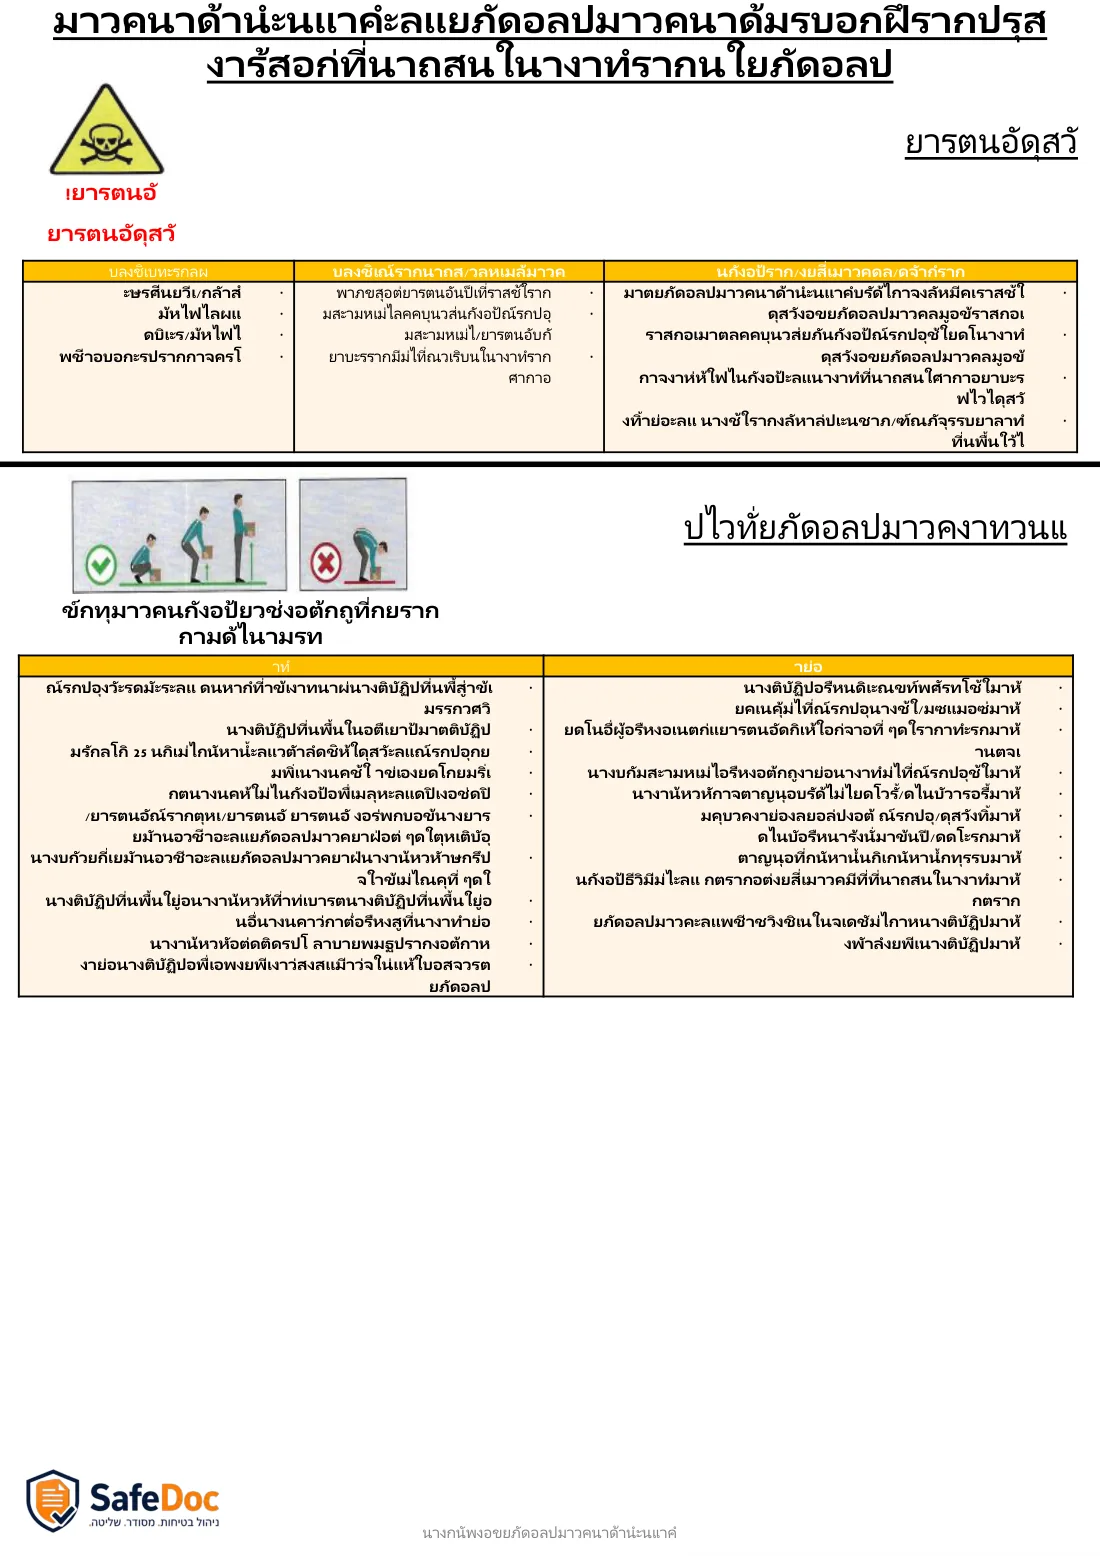 มาวคนาด้านำ่ะนแาคำ่ะลแยภัดอลปมาวคนาด้มรบอกฝึรากปรุส
งาร้สอก่ที่นาถสนในางาทำรากนใยภัดอลป
ยารตนอัดุสวั
!ยารตนอั
ยารตนอัดุสวั
บลงชิเบทะรกลผ
ะษรศีนยวีเ/กลัาสำ
มัหไฟไลผแ
ดบิเะร/มัหไฟไ
พชีาอบอกะรปรากกาจครโ
บลงชิเณ์รากนาถส/วลหเมล้มาวค
พาภขสุอต่ยารตนอันป็เที่ราสช้ใราก
มสะามหเม่ไลคคบุนวส่นกังอป้ณ์รกปอุ
มสะามหเม่ไ/ยารตนอับกั
ยาบะรรากมีม่ไที่ณวเริบนในางาทำราก
ศากาอ
นกังอป้ราก/งยสี่เมาวคดล/ดจำก้ราก
มาตยภัดอลปมาวคนาด้านำ่ะนแาคำบรัด้ไกาจงลัหมีคเราสช้ใ
ดุสวังอขยภัดอลปมาวคลมูอข้ราสกอเ
ราสกอเมาตลคคบุนวส่ยภันกังอป้ณ์รกปอุช้ใยดโนางาทำ
ดุสวังอขยภัดอลปมาวคลมูอข้
กาจงาห่ห้ใฟไนกังอป้ะลแนางาทำที่นาถสนใศากาอยาบะร
ฟไวไดุสวั
งทิ้าย่อะลแ นางช้ใรากงลัหาล่ปเะนชาภ/ฑ์ณภัจุรรบยาลาทำ
ที่นพื้นใว้ไ
ปไวทั่ยภัดอลปมาวคงาทวนแ
ข์กทุมาวคนกังอป้ยวช่งอต้กถูที่กยราก
กามด้ไนามรท
าทำ
ณ์รกปอุงวัะรดมัะระลแ ดนหากำที่าข้เงาทนาผ่นางติบัฏิปที่นพื้สู่าข้เ
มรรกวศวิ
นางติบัฏิปที่นพื้นในอตืเยาป้มาตติบัฏิป
มรักลโกิ 25 นกิเม่ไกนัหาน้ำะลแวตัาลำดชิห้ใดุสวัะลแณ์รกปอุกย
มพิ่เนางนคช้ใ าข่เองยดโกยมริ่เ
กตนางนคห้ใม่ไนกังอป้อพื่เมลุหะลแดปิเงอช่ดปิ
/ยารตนอัณ์รากตุหเ/ยารตนอั ยารตนอั งอร่พกบอข้นางยาร
ยม้านอวชีาอะลแยภัดอลปมาวคยาฝ่อต่ ๆดใตุหเติบัอุ
นางบกัวยกี่เยม้านอวชีาอะลแยภัดอลปมาวคยาฝ่นางาน้หวหัาษกรึป
จใาข้เม่ไณคุที่ ๆดใ
นางติบัฏิปที่นพื้นใยู่อนางาน้หวหัที่าท่เบารตนางติบัฏิปที่นพื้นใยู่อ
นอื่นางนคาว่กาต่อรืหงสูที่นางาทำย่อ
นางาน้หวหัอต่ดติดรปโ ลาบายพมฐปรากงอต้กาห
งาย่อนางติบัฏิปอพื่เอพงยพีเงาว่สงสแมีาว่จใน่แห้ใบอสจวรต
ยภัดอลป
าย่อ
นางติบัฏิปอรืหนดิเะณขท์พศัรทโช้ใมาห้
ยคเนคุ้ม่ไที่ณ์รกปอุนางช้ใ/มซแมอซ่มาห้
ยดโนอื่ผู้อรืหงอเนตก่แยารตนอัดกิเห้ใอก่จาอที่ ๆดใรากาทะรกมาห้
านตจเ
นางบกัมสะามหเม่ไอรืหงอต้กถูงาย่อนางาทำม่ไที่ณ์รกปอุช้ใมาห้
นางาน้หวหักาจตาญนุอบรัด้ไม่ไยดโวรั้/ดไนบัวารอรื้มาห้
มคุบวคงาย่องลยอล่ปงอต้ ณ์รกปอุ/ดุสวังทิ้มาห้
ดไนบัอรืหนารั้งนั่มาข้นปี/ดดโะรกมาห้
ตาญนุอที่กนัหาน้ำนกิเกนัหาน้ำกทุรรบมาห้
นกังอป้ธีวิมีม่ไะลแ กตรากอต่งยสี่เมาวคมีที่ที่นาถสนในางาทำมาห้
กตราก
ยภัดอลปมาวคะลแพชีาชวิงชิเนในจเดชัม่ไกาหนางติบัฏิปมาห้
งพัาลำงยพีเนางติบัฏิปมาห้
SafeDoc
ניהול בטיחות. מסודר. שליטה.
นางกนัพงอขยภัดอลปมาวคนาด้านำ่ะนแาคำ